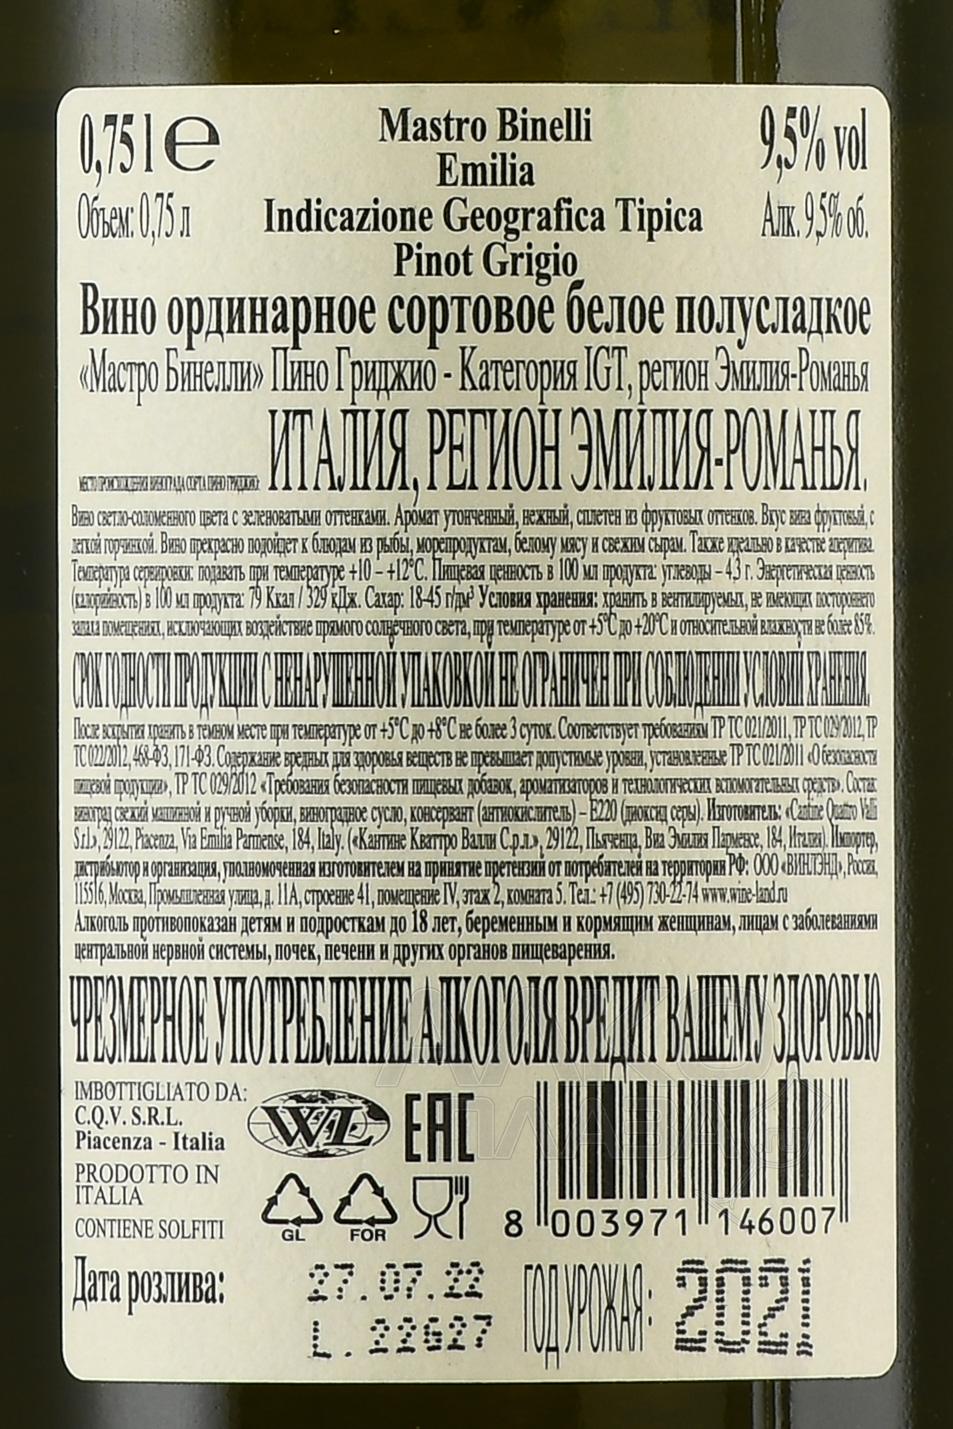 0,75 l e
Mastro Binelli
9,5% vol
Emilia
Объем: 0,75 л
Indicazione Geografica Tipica
Алк. 9,5% об.
Pinot Grigio
Вино ординарное сортовое белое полусладкое
«Мастро Бинелли» Пино Гриджио - Категория IGT, регион Эмилия-Романья
МЕСТО ПРОИСХОЖДЕНИЯ ВИНОГРАДА СОРТА ПИНО ГРИДЖИО: ИТАЛИЯ, РЕГИОН ЭМИЛИЯ-РОМАНЬЯ.
Вино светло-соломенного цвета с зеленоватыми оттенками. Аромат утонченный, нежный, сплетен из фруктовых оттенков. Вкус вина фруктовый, с
легкой горчинкой. Вино прекрасно подойдет к блюдам из рыбы, морепродуктам, белому мясу и свежим сырам. Также идеально в качестве аперитива.
Температура сервировки: подавать при температуре +10 – +12°C. Пищевая ценность в 100 мл продукта: углеводы – 4,3 г. Энергетическая ценность
(калорийность) в 100 мл продукта: 79 Ккал / 329 кДж. Сахар: 18-45 г/дм³ Условия хранения: хранить в вентилируемых, не имеющих постороннего
запаха помещениях, исключающих воздействие прямого солнечного света, при температуре от +5°C до +20°C и относительной влажности не более 85%.
СРОК ГОДНОСТИ ПРОДУКЦИИ С НЕНАРУШЕННОЙ УПАКОВКОЙ НЕ ОГРАНИЧЕН ПРИ СОБЛЮДЕНИИ УСЛОВИЙ ХРАНЕНИЯ.
После вскрытия хранить в темном месте при температуре от +5°C до +8°C не более 3 суток. Соответствует требованиям ТР ТС 021/2011, ТР ТС 029/2012, ТР
ТС 022/2012, 468-ФЗ, 171-ФЗ. Содержание вредных для здоровья веществ не превышает допустимые уровни, установленные ТР ТС 021/2011 «О безопасности
пищевой продукции», ТР ТС 029/2012 «Требования безопасности пищевых добавок, ароматизаторов и технологических вспомогательных средств». Состав:
виноград свежий машинной и ручной уборки, виноградное сусло, консервант (антиокислитель) – Е220 (диоксид серы). Изготовитель: «Cantine Quattro Valli
S.r.l.», 29122, Piacenza, Via Emilia Parmense, 184, Italy. («Кантине Кваттро Валли С.р.л.», 29122, Пьяченца, Виа Эмилия Парменсе, 184, Италия). Импортер,
дистрибьютор и организация, уполномоченная изготовителем на принятие претензий от потребителей на территории РФ: ООО «ВИНЛЭНД», Россия,
115516, Москва, Промышленная улица, д. 11А, строение 41, помещение IV, этаж 2, комната 5. Тел.: +7 (495) 730-22-74 www.wine-land.ru
Алкоголь противопоказан детям и подросткам до 18 лет, беременным и кормящим женщинам, лицам с заболеваниями
центральной нервной системы, почек, печени и других органов пищеварения.
ЧРЕЗМЕРНОЕ УПОТРЕБЛЕНИЕ АЛКОГОЛЯ ВРЕДИТ ВАШЕМУ ЗДОРОВЬЮ
IMBOTTIGLIATO DA:
C.Q.V. S.R.L.
Piacenza - Italia
PRODOTTO IN
ITALIA
CONTIENE SOLFITI
WL
EAC
GL
FOR
8 003971 146007
Дата розлива:
27.07.22
L. 22G27
ГОД УРОЖАЯ:
2021